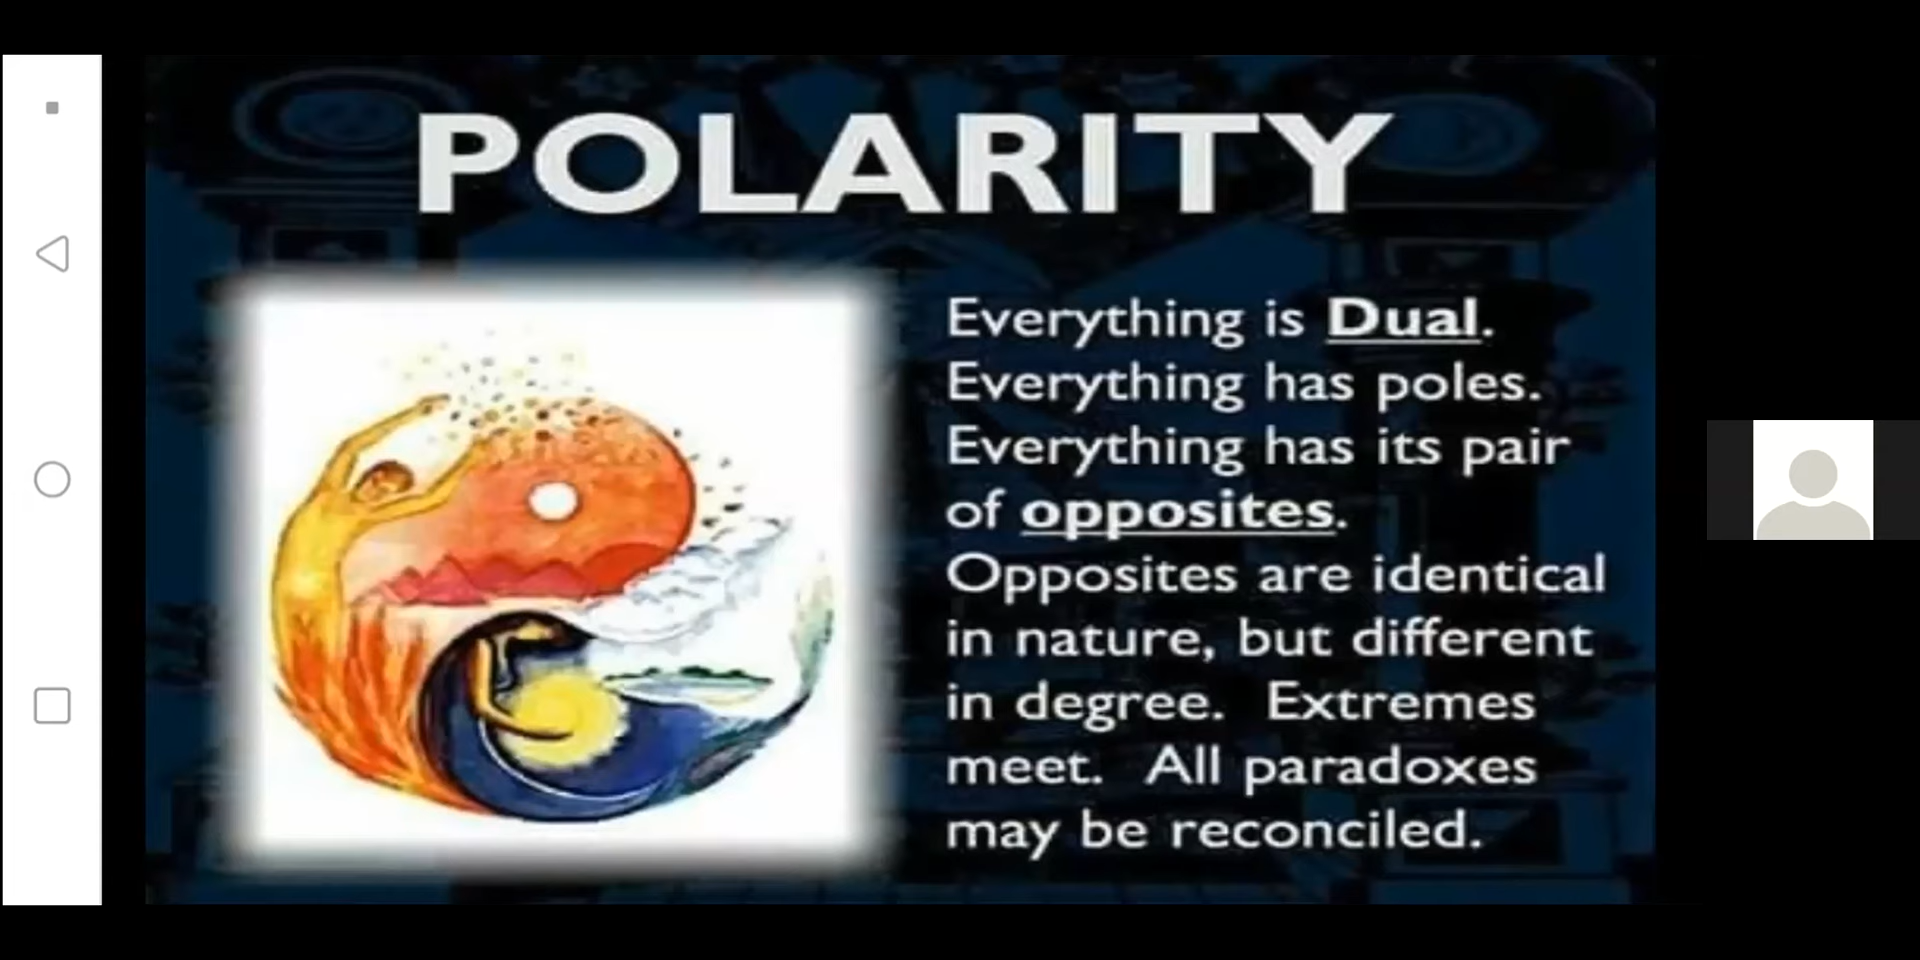 POLARITY
Everything is Dual.
Everything has poles.
Everything has its pair
of opposites.
Opposites are identical
in nature, but different
in degree. Extremes
meet. All paradoxes
may be reconciled.